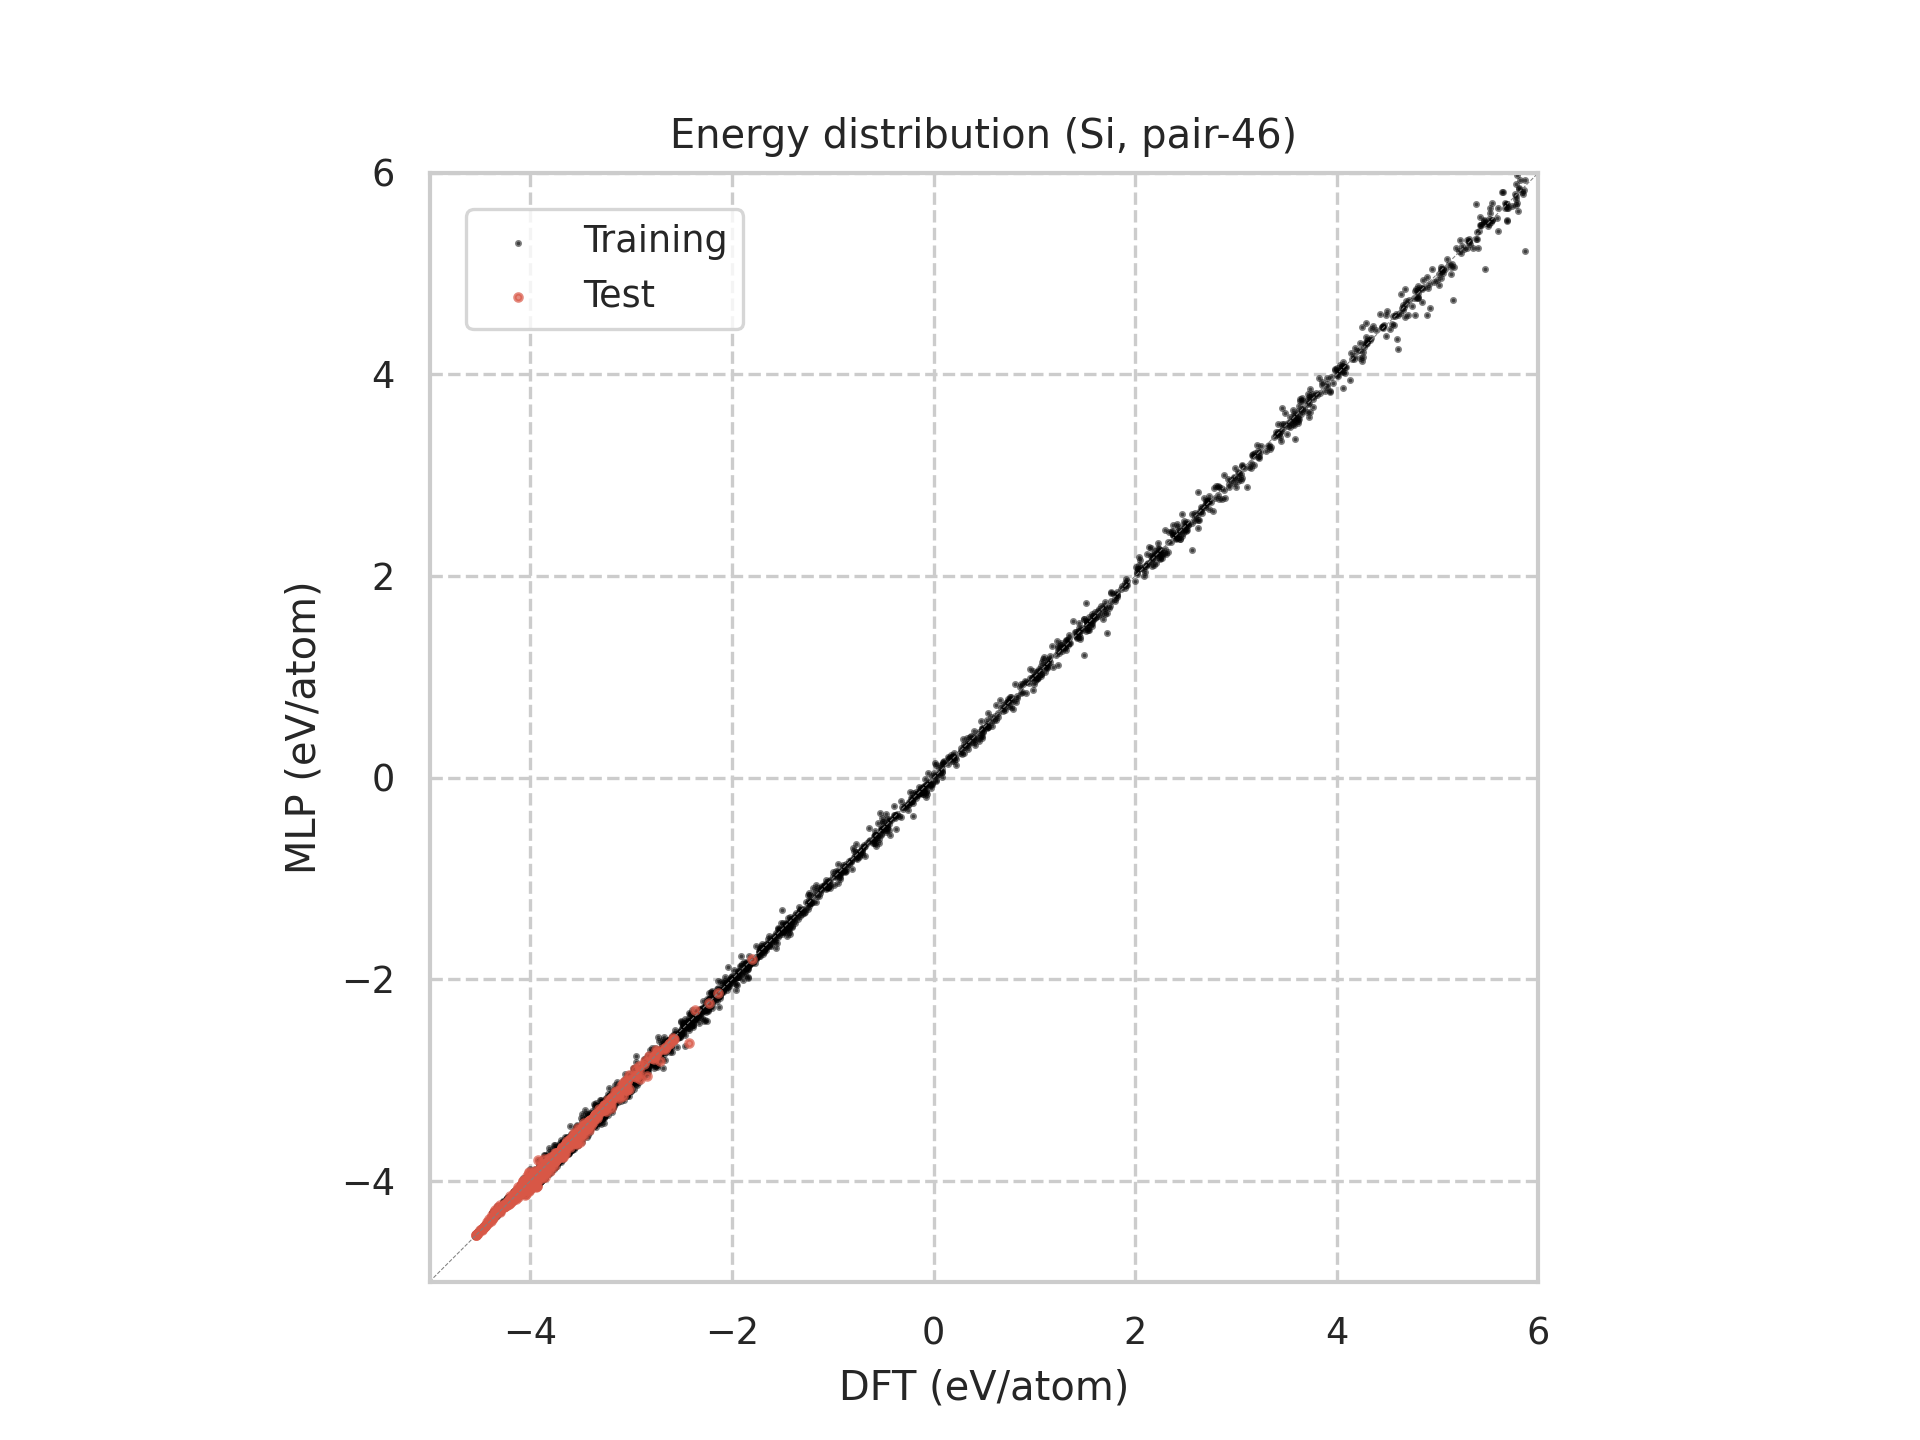 Energy distribution (Si, pair-46)
Training
Test
6
4
2
0
−2
−4
MLP (eV/atom)
−4
−2
0
2
4
6
DFT (eV/atom)